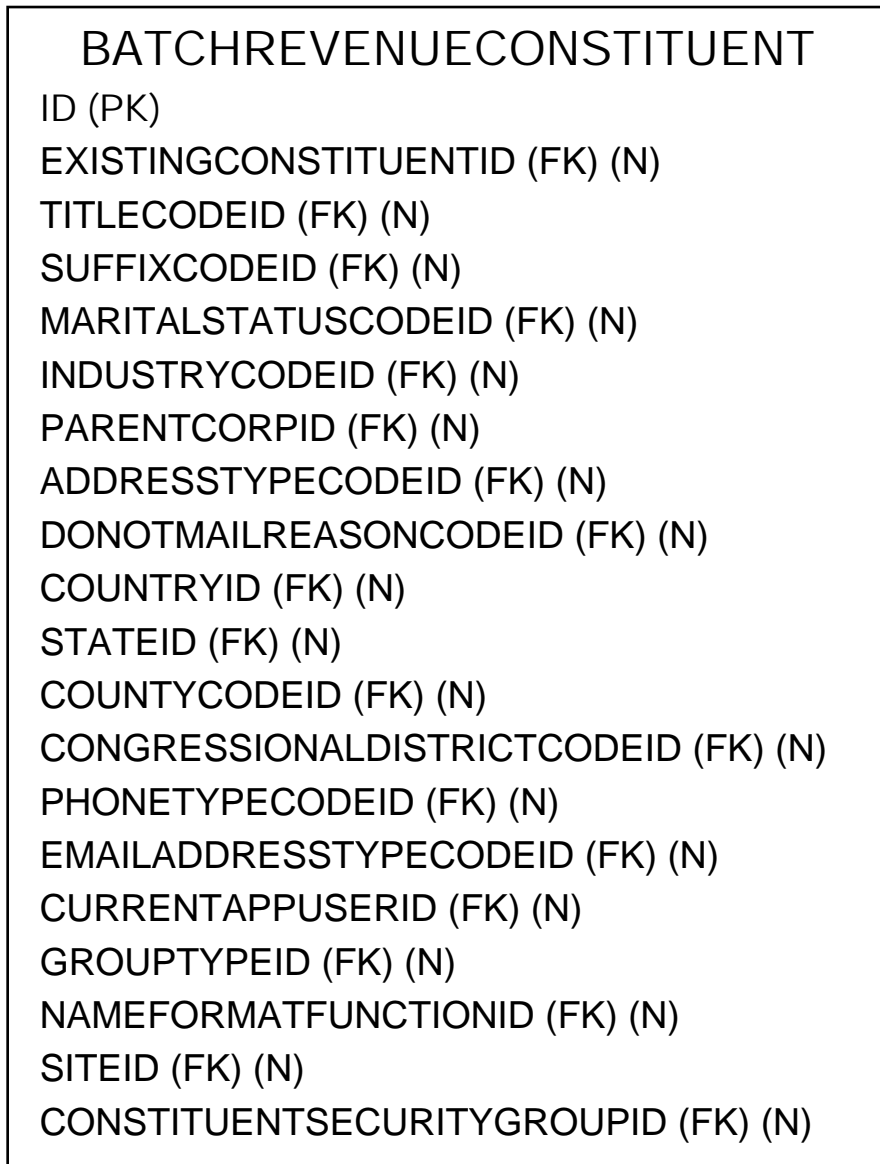 BATCHREVENUECONSTITUENT
ID (PK)
EXISTINGCONSTITUENTID (FK) (N)
TITLECODEID (FK) (N)
SUFFIXCODEID (FK) (N)
MARITALSTATUSCODEID (FK) (N)
INDUSTRYCODEID (FK) (N)
PARENTCORPID (FK) (N)
ADDRESSTYPECODEID (FK) (N)
DONOTMAILREASONCODEID (FK) (N)
COUNTRYID (FK) (N)
STATEID (FK) (N)
COUNTYCODEID (FK) (N)
CONGRESSIONALDISTRICTCODEID (FK) (N)
PHONETYPECODEID (FK) (N)
EMAILADDRESSTYPECODEID (FK) (N)
CURRENTAPPUSERID (FK) (N)
GROUPTYPEID (FK) (N)
NAMEFORMATFUNCTIONID (FK) (N)
SITEID (FK) (N)
CONSTITUENTSECURITYGROUPID (FK) (N)